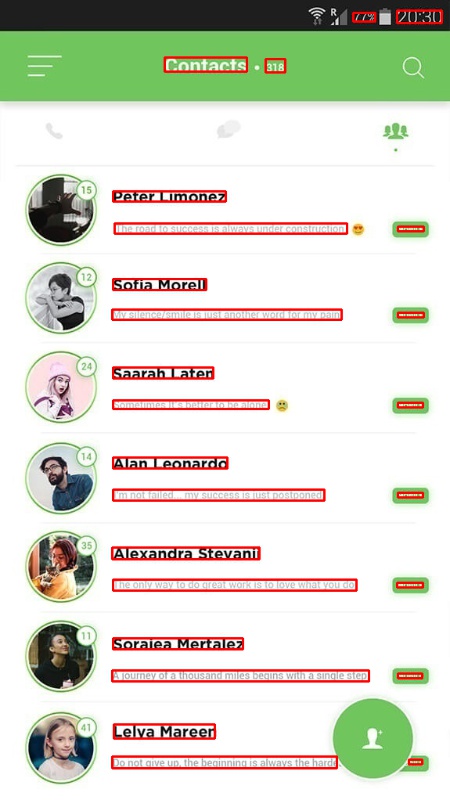 R 77% 20:30
Contacts • 318
15
Peter Limonez
The road to success is always under construction
12
Sofia Morell
My silence/smile is just another word for my pain
24
Saarah Later
Sometimes it's better to be alone
14
Alan Leonardo
I'm not failed... my success is just postponed
35
Alexandra Stevani
The only way to do great work is to love what you do
11
Soraiea Mertalez
A journey of a thousand miles begins with a single step
41
Lelya Mareer
Do not give up, the beginning is always the harde